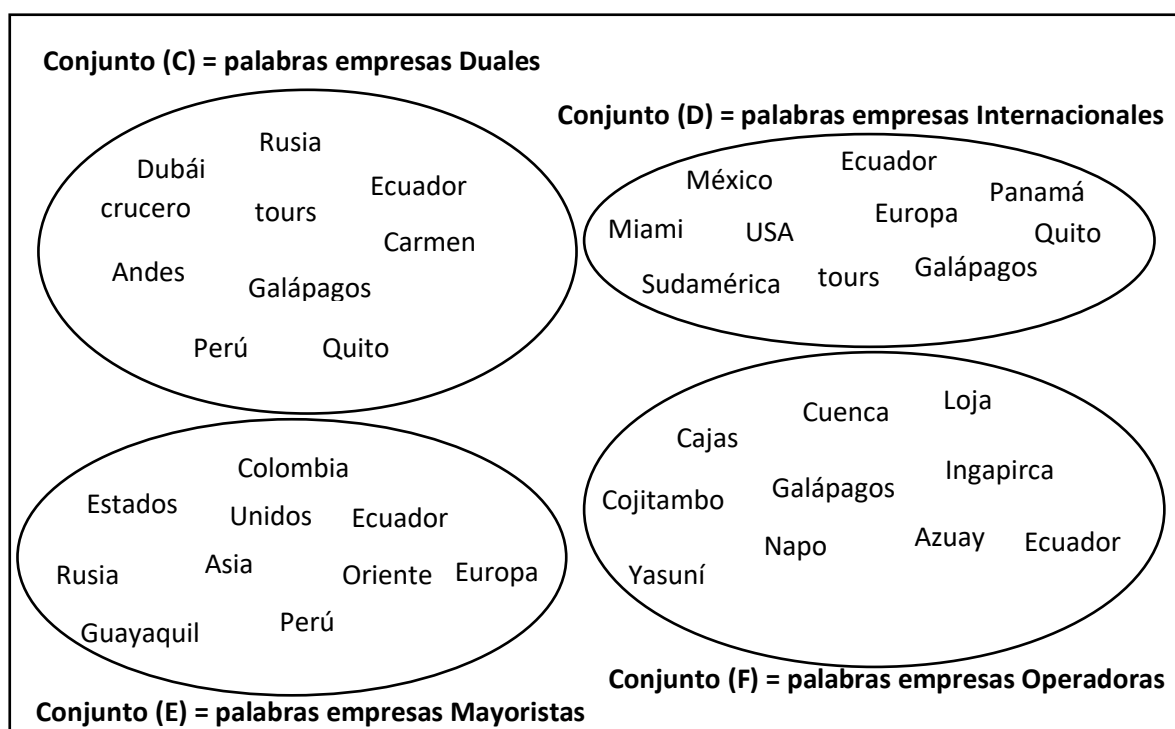 Conjunto (C) = palabras empresas Duales
Rusia
Dubái
Ecuador
crucero
tours
Carmen
Andes
Galápagos
Perú
Quito
Conjunto (D) = palabras empresas Internacionales
Ecuador
México
Panamá
Europa
Miami
USA
Quito
Galápagos
Sudamérica
tours
Colombia
Estados
Unidos
Ecuador
Asia
Rusia
Oriente
Europa
Perú
Guayaquil
Conjunto (E) = palabras empresas Mayoristas
Loja
Cuenca
Cajas
Ingapirca
Galápagos
Cojitambo
Azuay
Ecuador
Napo
Yasuní
Conjunto (F) = palabras empresas Operadoras